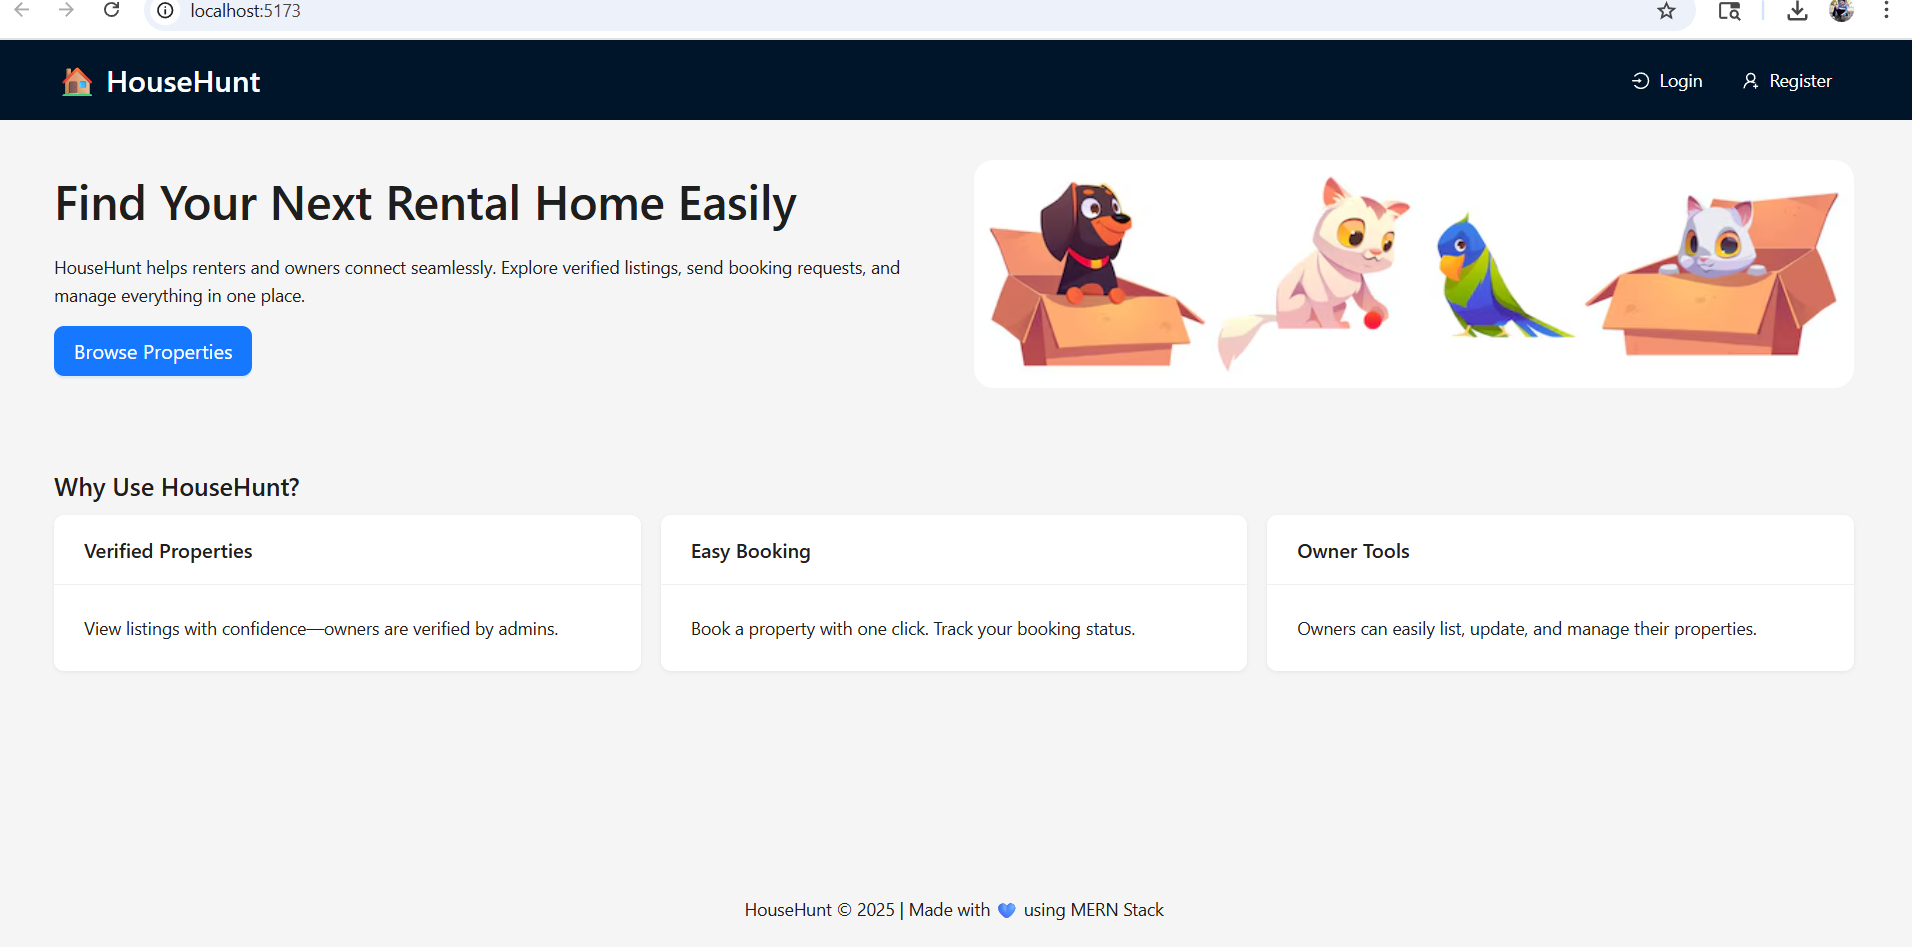 localhost:5173
HouseHunt
Login
Register
Find Your Next Rental Home Easily
HouseHunt helps renters and owners connect seamlessly. Explore verified listings, send booking requests, and
manage everything in one place.
Browse Properties
Why Use HouseHunt?
Verified Properties
View listings with confidence—owners are verified by admins.
Easy Booking
Book a property with one click. Track your booking status.
Owner Tools
Owners can easily list, update, and manage their properties.
HouseHunt © 2025 | Made with 💙 using MERN Stack